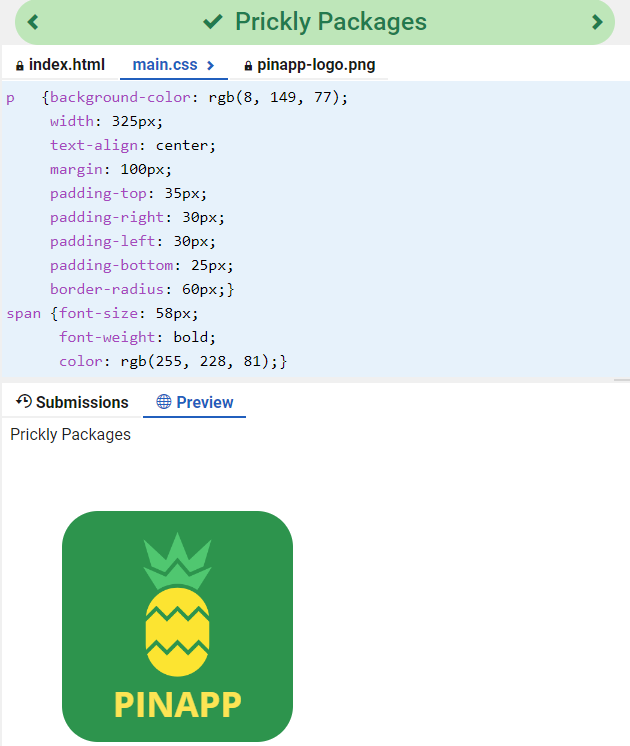 Prickly Packages
index.html main.css pinapp-logo.png
p {background-color: rgb(8, 149, 77);
width: 325px;
text-align: center;
margin: 100px;
padding-top: 35px;
padding-right: 30px;
padding-left: 30px;
padding-bottom: 25px;
border-radius: 60px;}
span {font-size: 58px;
font-weight: bold;
color: rgb(255, 228, 81);}
Submissions Preview
Prickly Packages
PINAPP